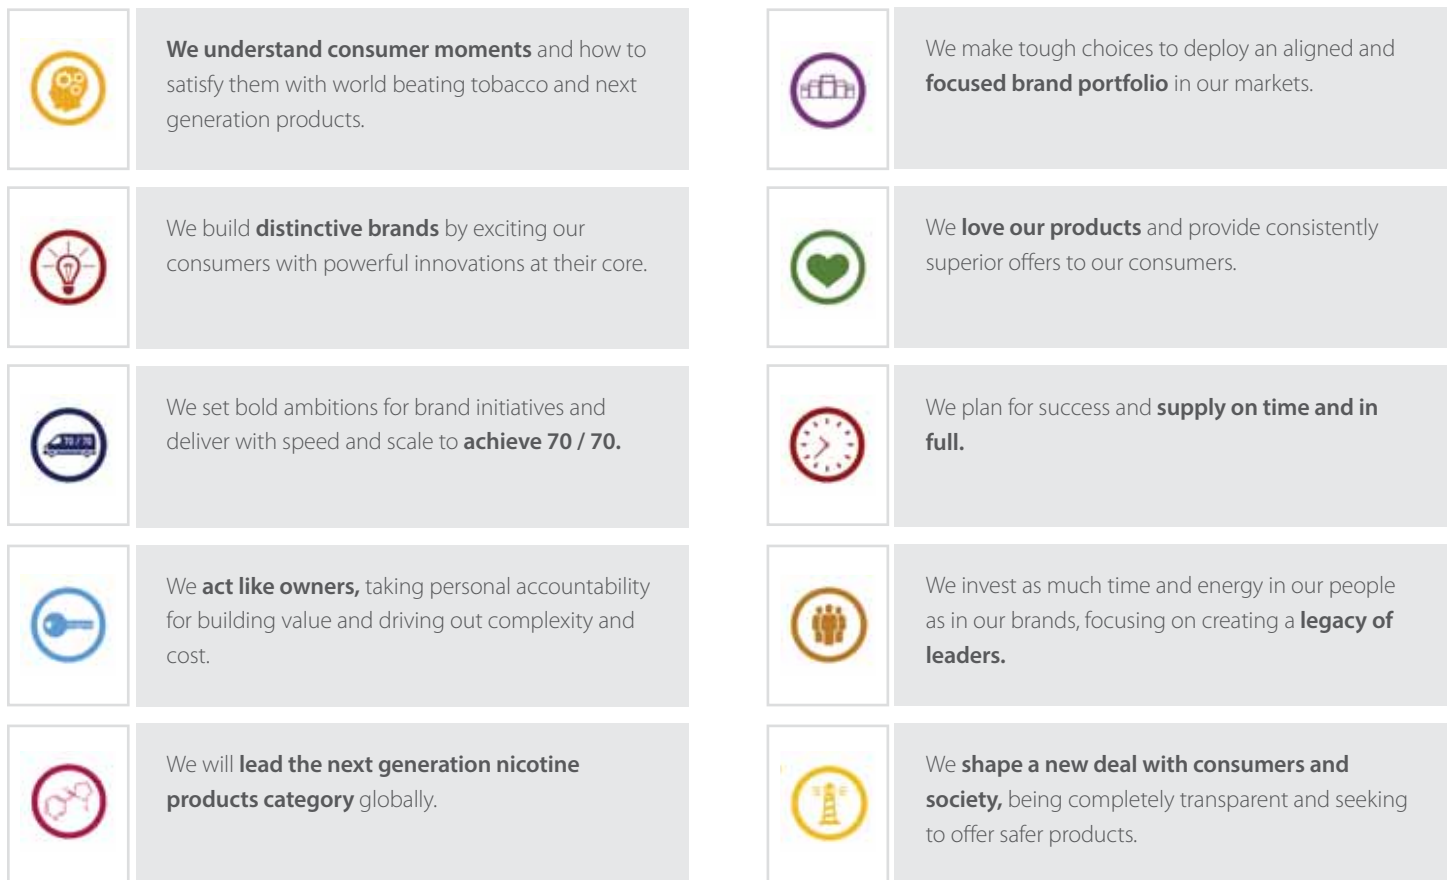 We understand consumer moments and how to
satisfy them with world beating tobacco and next
generation products.
We make tough choices to deploy an aligned and
focused brand portfolio in our markets.
We build distinctive brands by exciting our
consumers with powerful innovations at their core.
We love our products and provide consistently
superior offers to our consumers.
70 / 70
We set bold ambitions for brand initiatives and
deliver with speed and scale to achieve 70 / 70.
We plan for success and supply on time and in
full.
We act like owners, taking personal accountability
for building value and driving out complexity and
cost.
We invest as much time and energy in our people
as in our brands, focusing on creating a legacy of
leaders.
We will lead the next generation nicotine
products category globally.
We shape a new deal with consumers and
society, being completely transparent and seeking
to offer safer products.